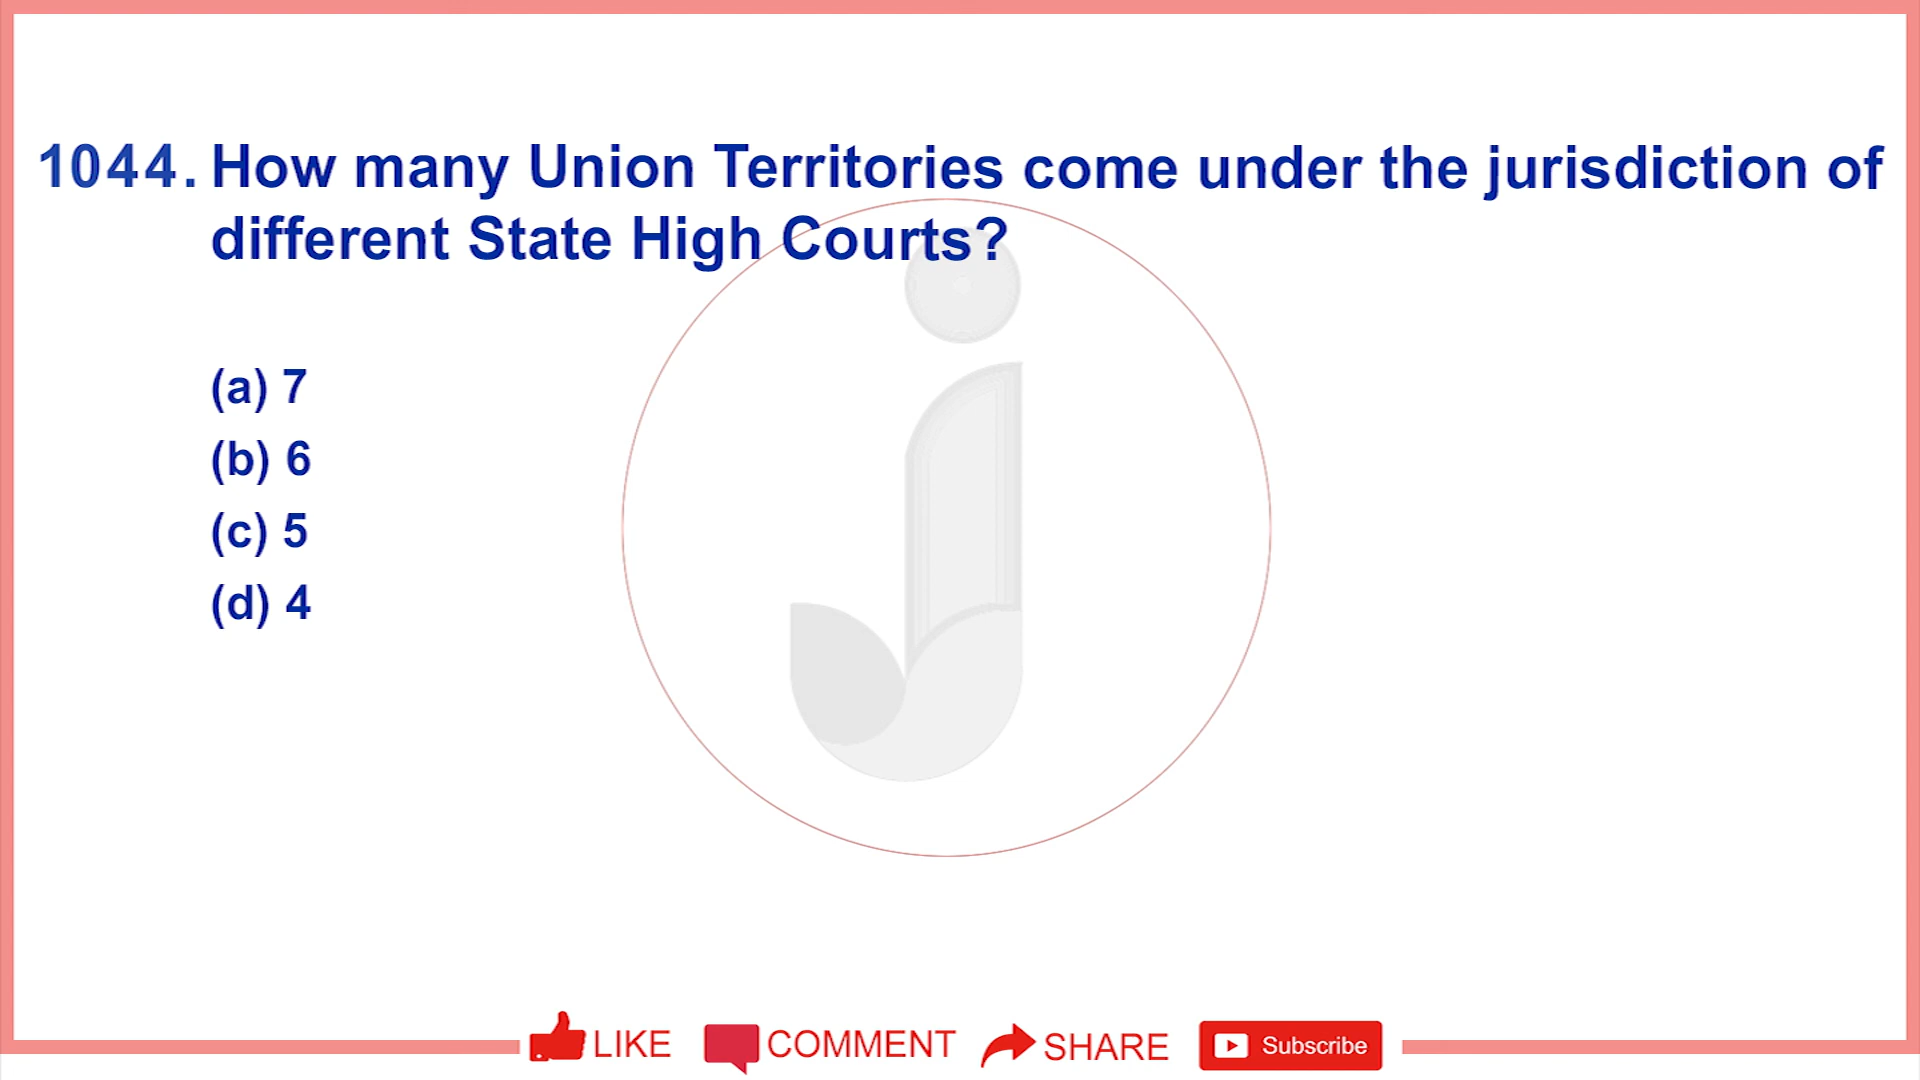 1044. How many Union Territories come under the jurisdiction of
different State High Courts?
(a) 7
(b) 6
(c) 5
(d) 4
LIKE COMMENT SHARE Subscribe